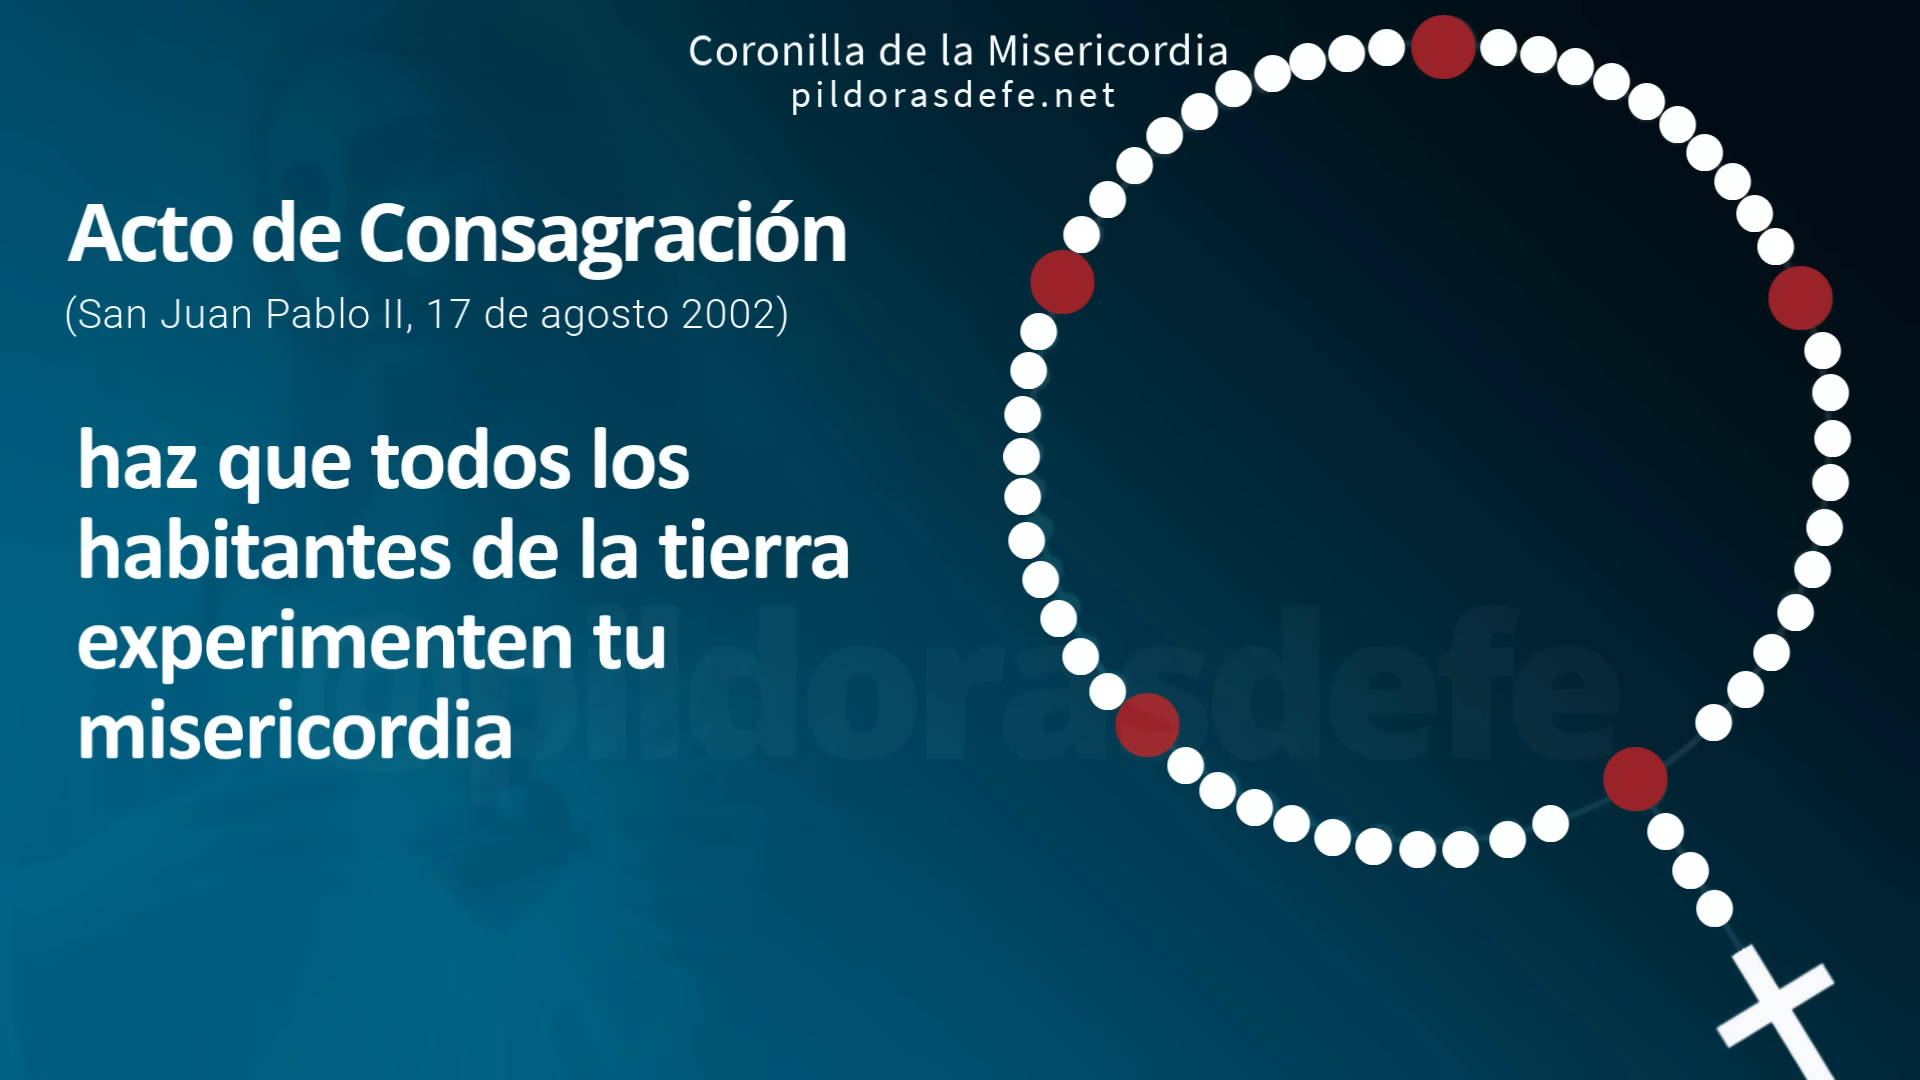 Coronilla de la Misericordia
pildorasdefe.net
Acto de Consagración
(San Juan Pablo II, 17 de agosto 2002)
haz que todos los
habitantes de la tierra
experimenten tu
misericordia
@pildorasdefe